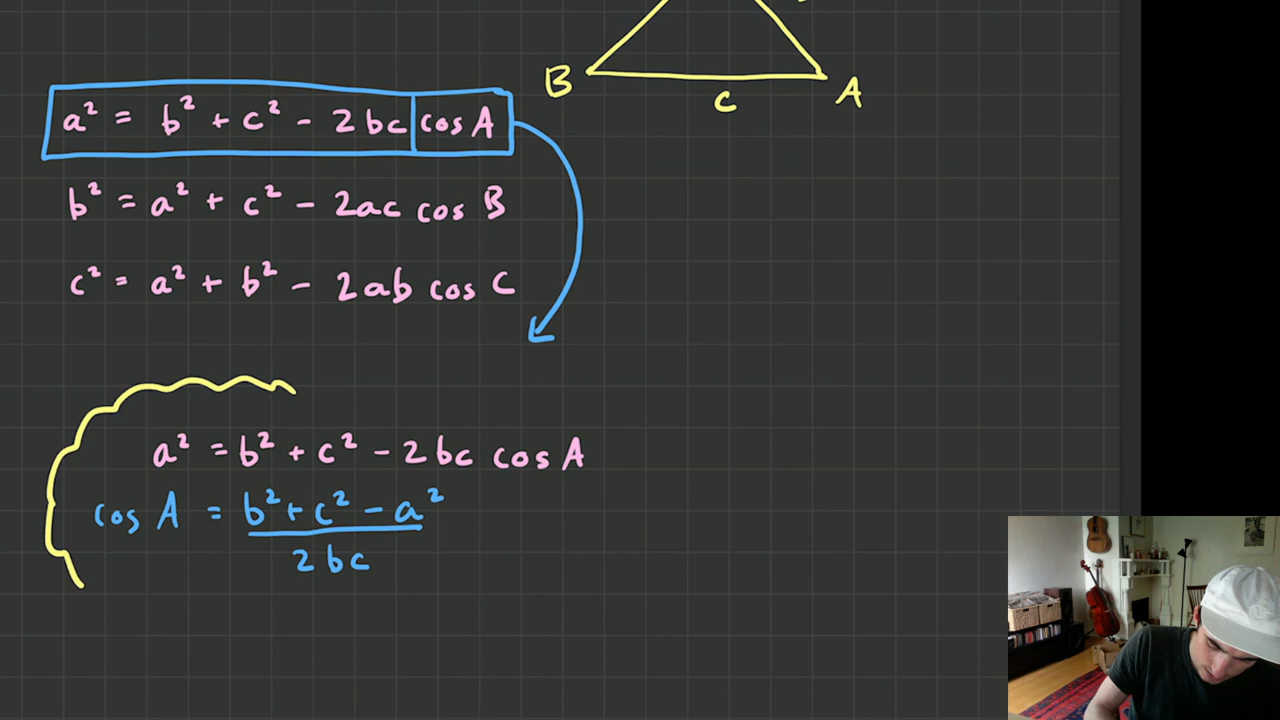 B
c
A
a² = b² + c² - 2bc cos A
b² = a² + c² - 2ac cos B
c² = a² + b² - 2ab cos C
a² = b² + c² - 2bc cos A
cos A = b² + c² - a²
2bc